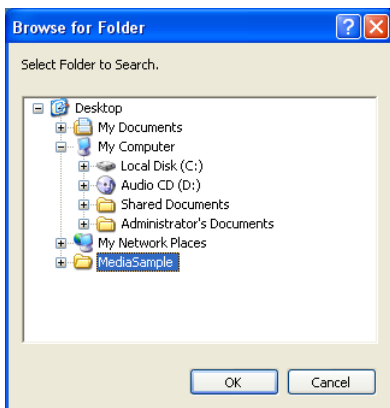 Browse for Folder
Select Folder to Search.
Desktop
My Documents
My Computer
Local Disk (C:)
Audio CD (D:)
Shared Documents
Administrator's Documents
My Network Places
MediaSample
OK Cancel